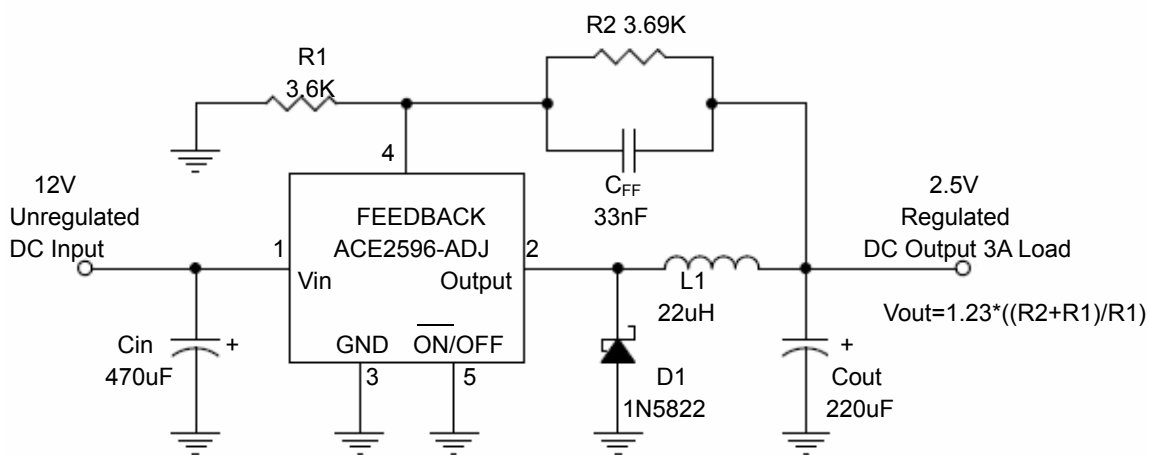 R2 3.69K
R1
3.6K
4
C_FF
33nF
12V
Unregulated
DC Input
2.5V
Regulated
DC Output 3A Load
FEEDBACK
ACE2596-ADJ
1
2
Vin
Output
L1
22uH
Vout=1.23*((R2+R1)/R1)
Cin
470uF
+
GND
ON/OFF
3
5
D1
1N5822
+
Cout
220uF